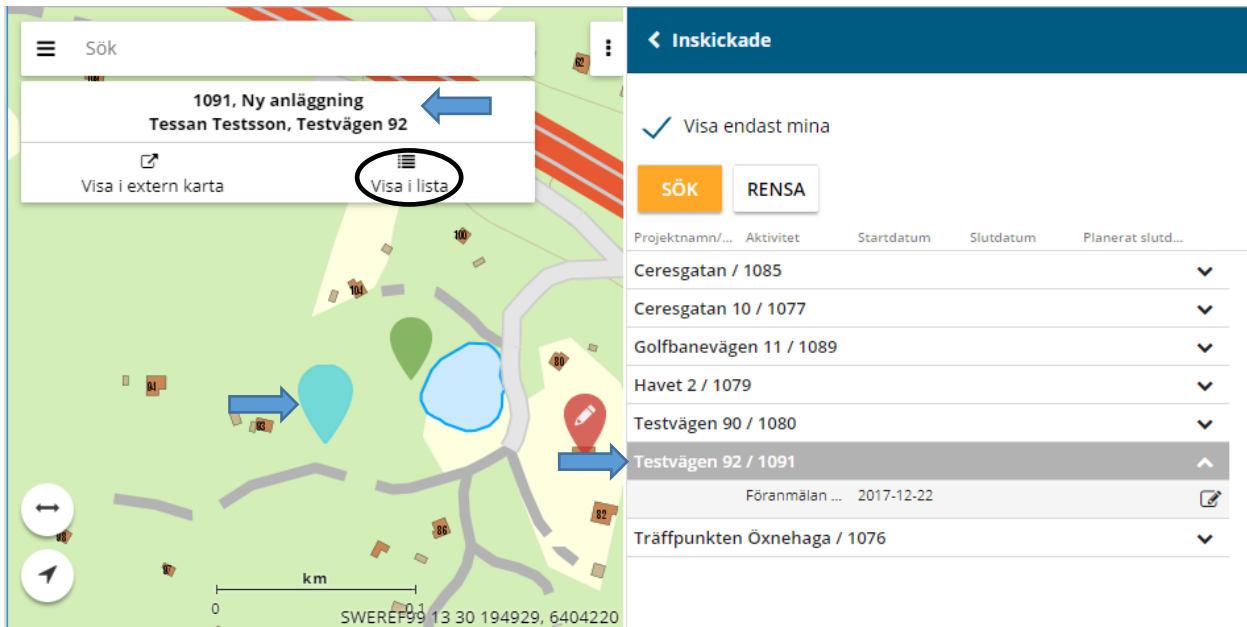 Sök
1091, Ny anläggning
Tessan Testsson, Testvägen 92
Visa i extern karta
Visa i lista
62
100
104
94
93
80
82
86
98
97
km
0
0.1
SWEREF99 13 30 194929, 6404220
Inskickade
Visa endast mina
SÖK
RENSA
Projektnamn/... Aktivitet Startdatum Slutdatum Planerat slutd...
Ceresgatan / 1085
Ceresgatan 10 / 1077
Golfbanevägen 11 / 1089
Havet 2 / 1079
Testvägen 90 / 1080
Testvägen 92 / 1091
Föranmälan ... 2017-12-22
Träffpunkten Öxnehaga / 1076